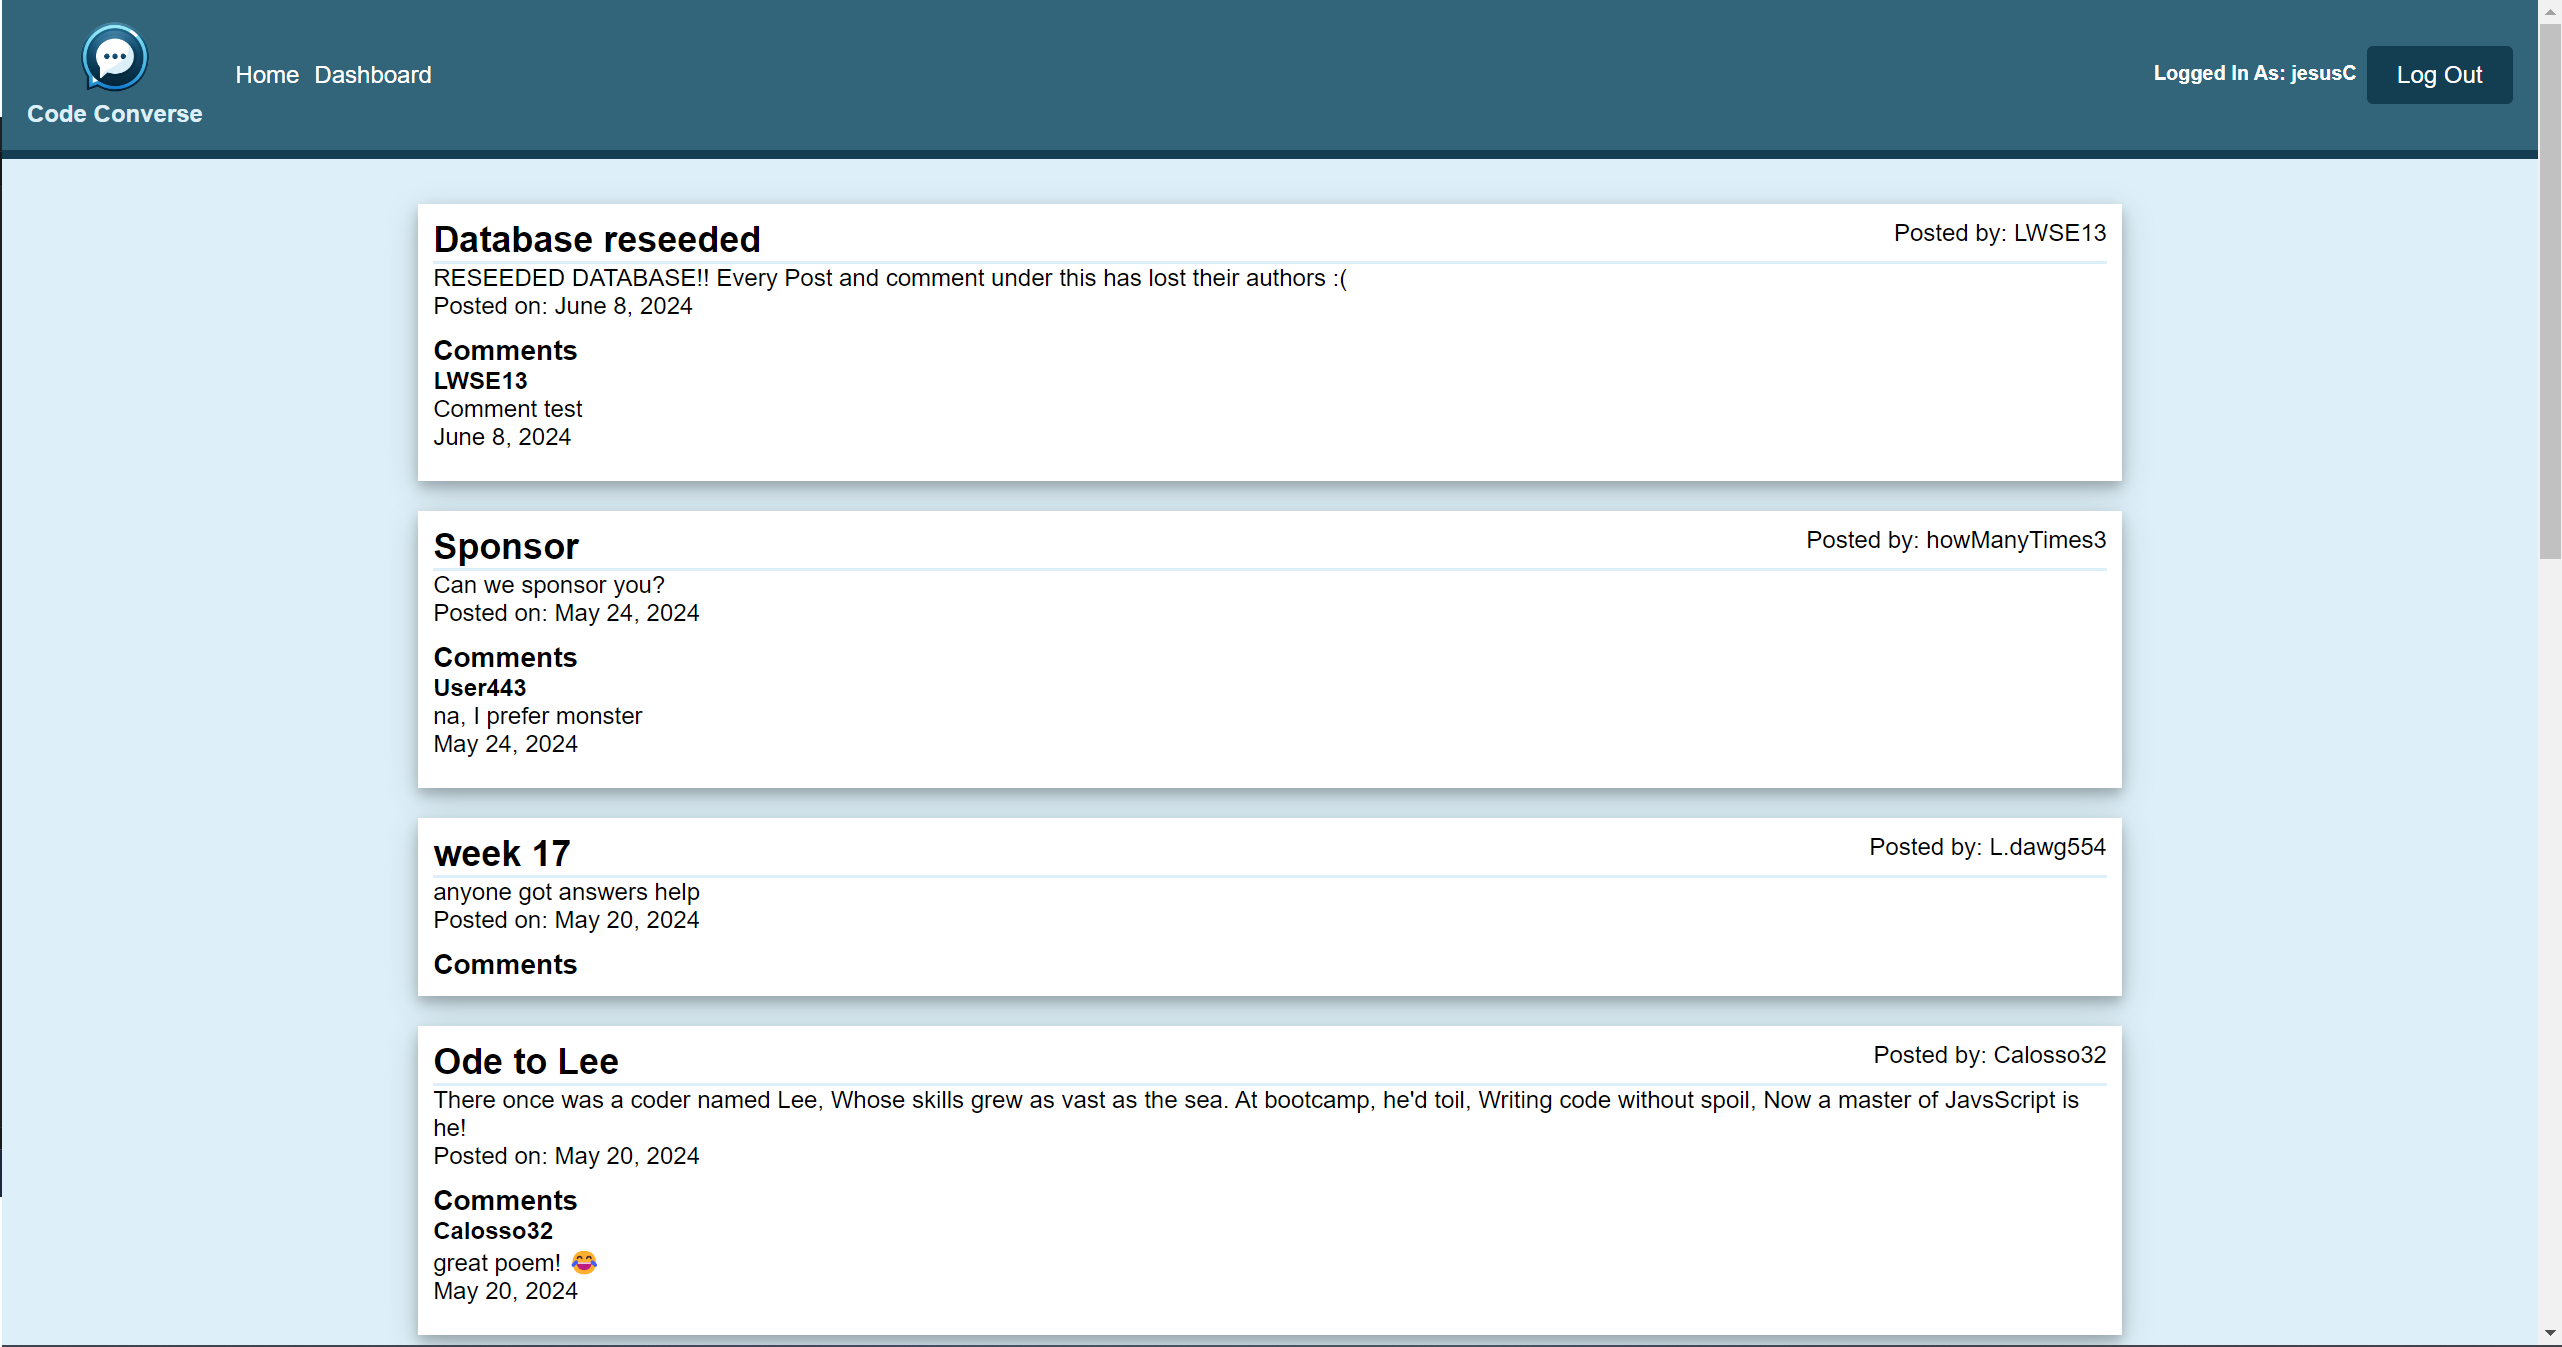 Code Converse
Home Dashboard
Logged In As: jesusC
Log Out
Database reseeded
Posted by: LWSE13
RESEEDED DATABASE!! Every Post and comment under this has lost their authors :(
Posted on: June 8, 2024
Comments
LWSE13
Comment test
June 8, 2024
Sponsor
Posted by: howManyTimes3
Can we sponsor you?
Posted on: May 24, 2024
Comments
User443
na, I prefer monster
May 24, 2024
week 17
Posted by: L.dawg554
anyone got answers help
Posted on: May 20, 2024
Comments
Ode to Lee
Posted by: Calosso32
There once was a coder named Lee, Whose skills grew as vast as the sea. At bootcamp, he'd toil, Writing code without spoil, Now a master of JavsScript is
he!
Posted on: May 20, 2024
Comments
Calosso32
great poem! 😂
May 20, 2024